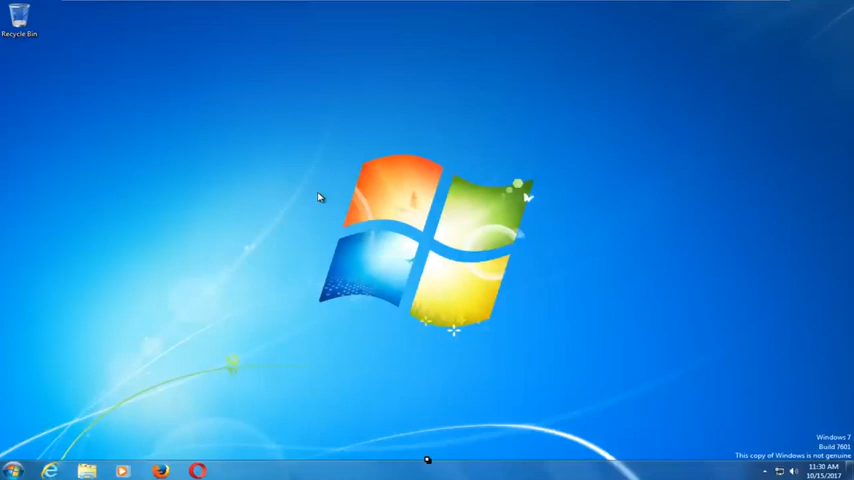 Recycle Bin
Windows 7
Build 7601
This copy of Windows is not genuine
11:30 AM
10/15/2017